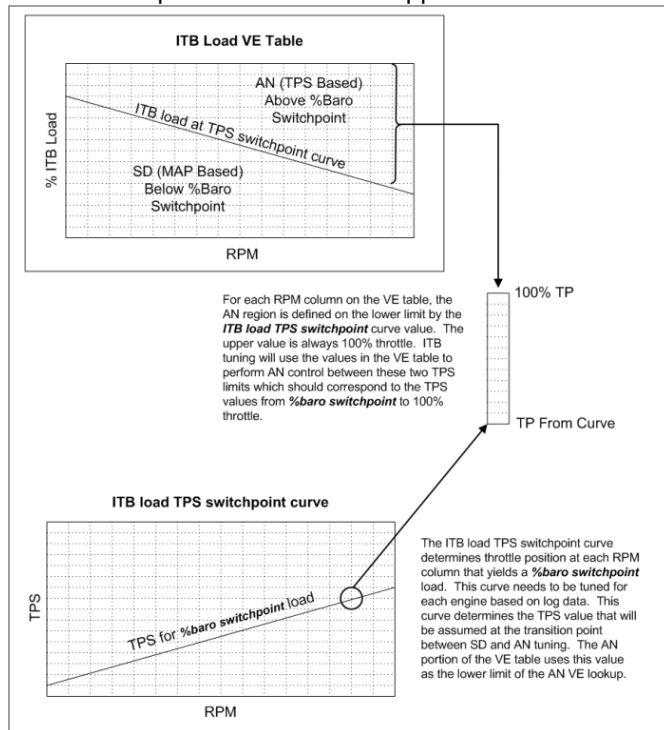 ITB Load VE Table
AN (TPS Based)
Above %Baro
Switchpoint
ITB load at TPS switchpoint curve
SD (MAP Based)
Below %Baro
Switchpoint
% ITB Load
RPM
100% TP
For each RPM column on the VE table, the
AN region is defined on the lower limit by the
ITB load TPS switchpoint curve value. The
upper value is always 100% throttle. ITB
tuning will use the values in the VE table to
perform AN control between these two TPS
limits which should correspond to the TPS
values from %baro switchpoint to 100%
throttle.
TP From Curve
ITB load TPS switchpoint curve
TPS
TPS for %baro switchpoint load
RPM
The ITB load TPS switchpoint curve
determines throttle position at each RPM
column that yields a %baro switchpoint
load. This curve needs to be tuned for
each engine based on log data. This
curve determines the TPS value that will
be assumed at the transition point
between SD and AN tuning. The AN
portion of the VE table uses this value
as the lower limit of the AN VE lookup.